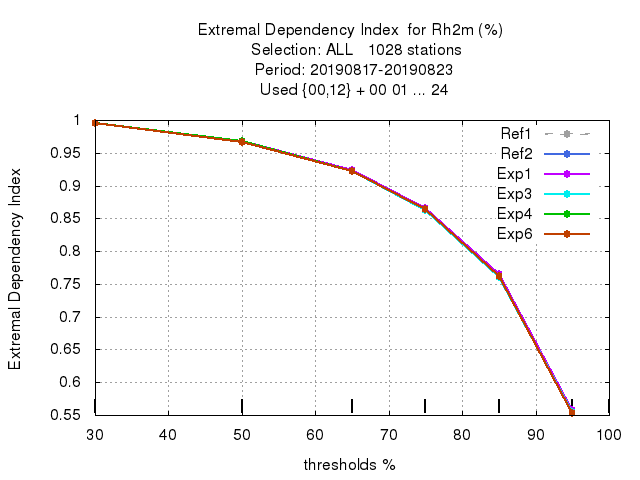 Extremal Dependency Index  for Rh2m (%)
Selection: ALL   1028 stations
Period: 20190817-20190823
Used {00,12} + 00 01 ... 24
Extremal Dependency Index
1
0.95
0.9
0.85
0.8
0.75
0.7
0.65
0.6
0.55
Ref1
Ref2
Exp1
Exp3
Exp4
Exp6
30 40 50 60 70 80 90 100
thresholds %